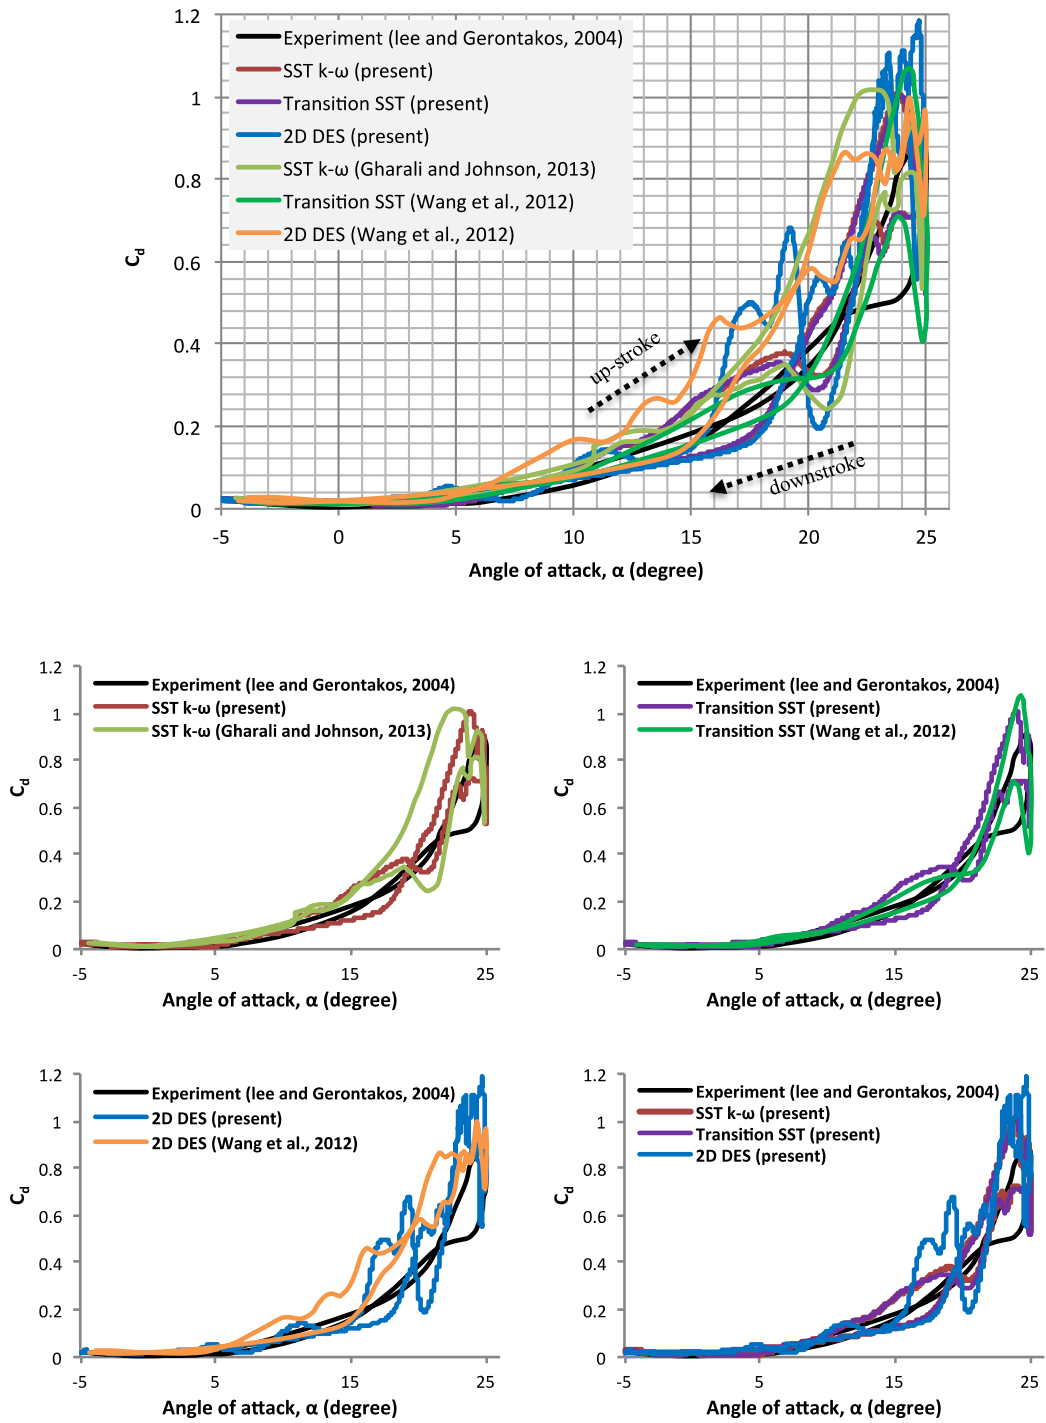 1.2
1
0.8
0.6
0.4
0.2
0
Cd
Experiment (lee and Gerontakos, 2004)
SST k-ω (present)
Transition SST (present)
2D DES (present)
SST k-ω (Gharali and Johnson, 2013)
Transition SST (Wang et al., 2012)
2D DES (Wang et al., 2012)
up-stroke
downstroke
-5 0 5 10 15 20 25
Angle of attack, α (degree)
1.2
1
0.8
0.6
0.4
0.2
0
Cd
Experiment (lee and Gerontakos, 2004)
SST k-ω (present)
SST k-ω (Gharali and Johnson, 2013)
-5 5 15 25
Angle of attack, α (degree)
1.2
1
0.8
0.6
0.4
0.2
0
Cd
Experiment (lee and Gerontakos, 2004)
Transition SST (present)
Transition SST (Wang et al., 2012)
-5 5 15 25
Angle of attack, α (degree)
1.2
1
0.8
0.6
0.4
0.2
0
Cd
Experiment (lee and Gerontakos, 2004)
2D DES (present)
2D DES (Wang et al., 2012)
-5 5 15 25
Angle of attack, α (degree)
1.2
1
0.8
0.6
0.4
0.2
0
Cd
Experiment (lee and Gerontakos, 2004)
SST k-ω (present)
Transition SST (present)
2D DES (present)
-5 5 15 25
Angle of attack, α (degree)